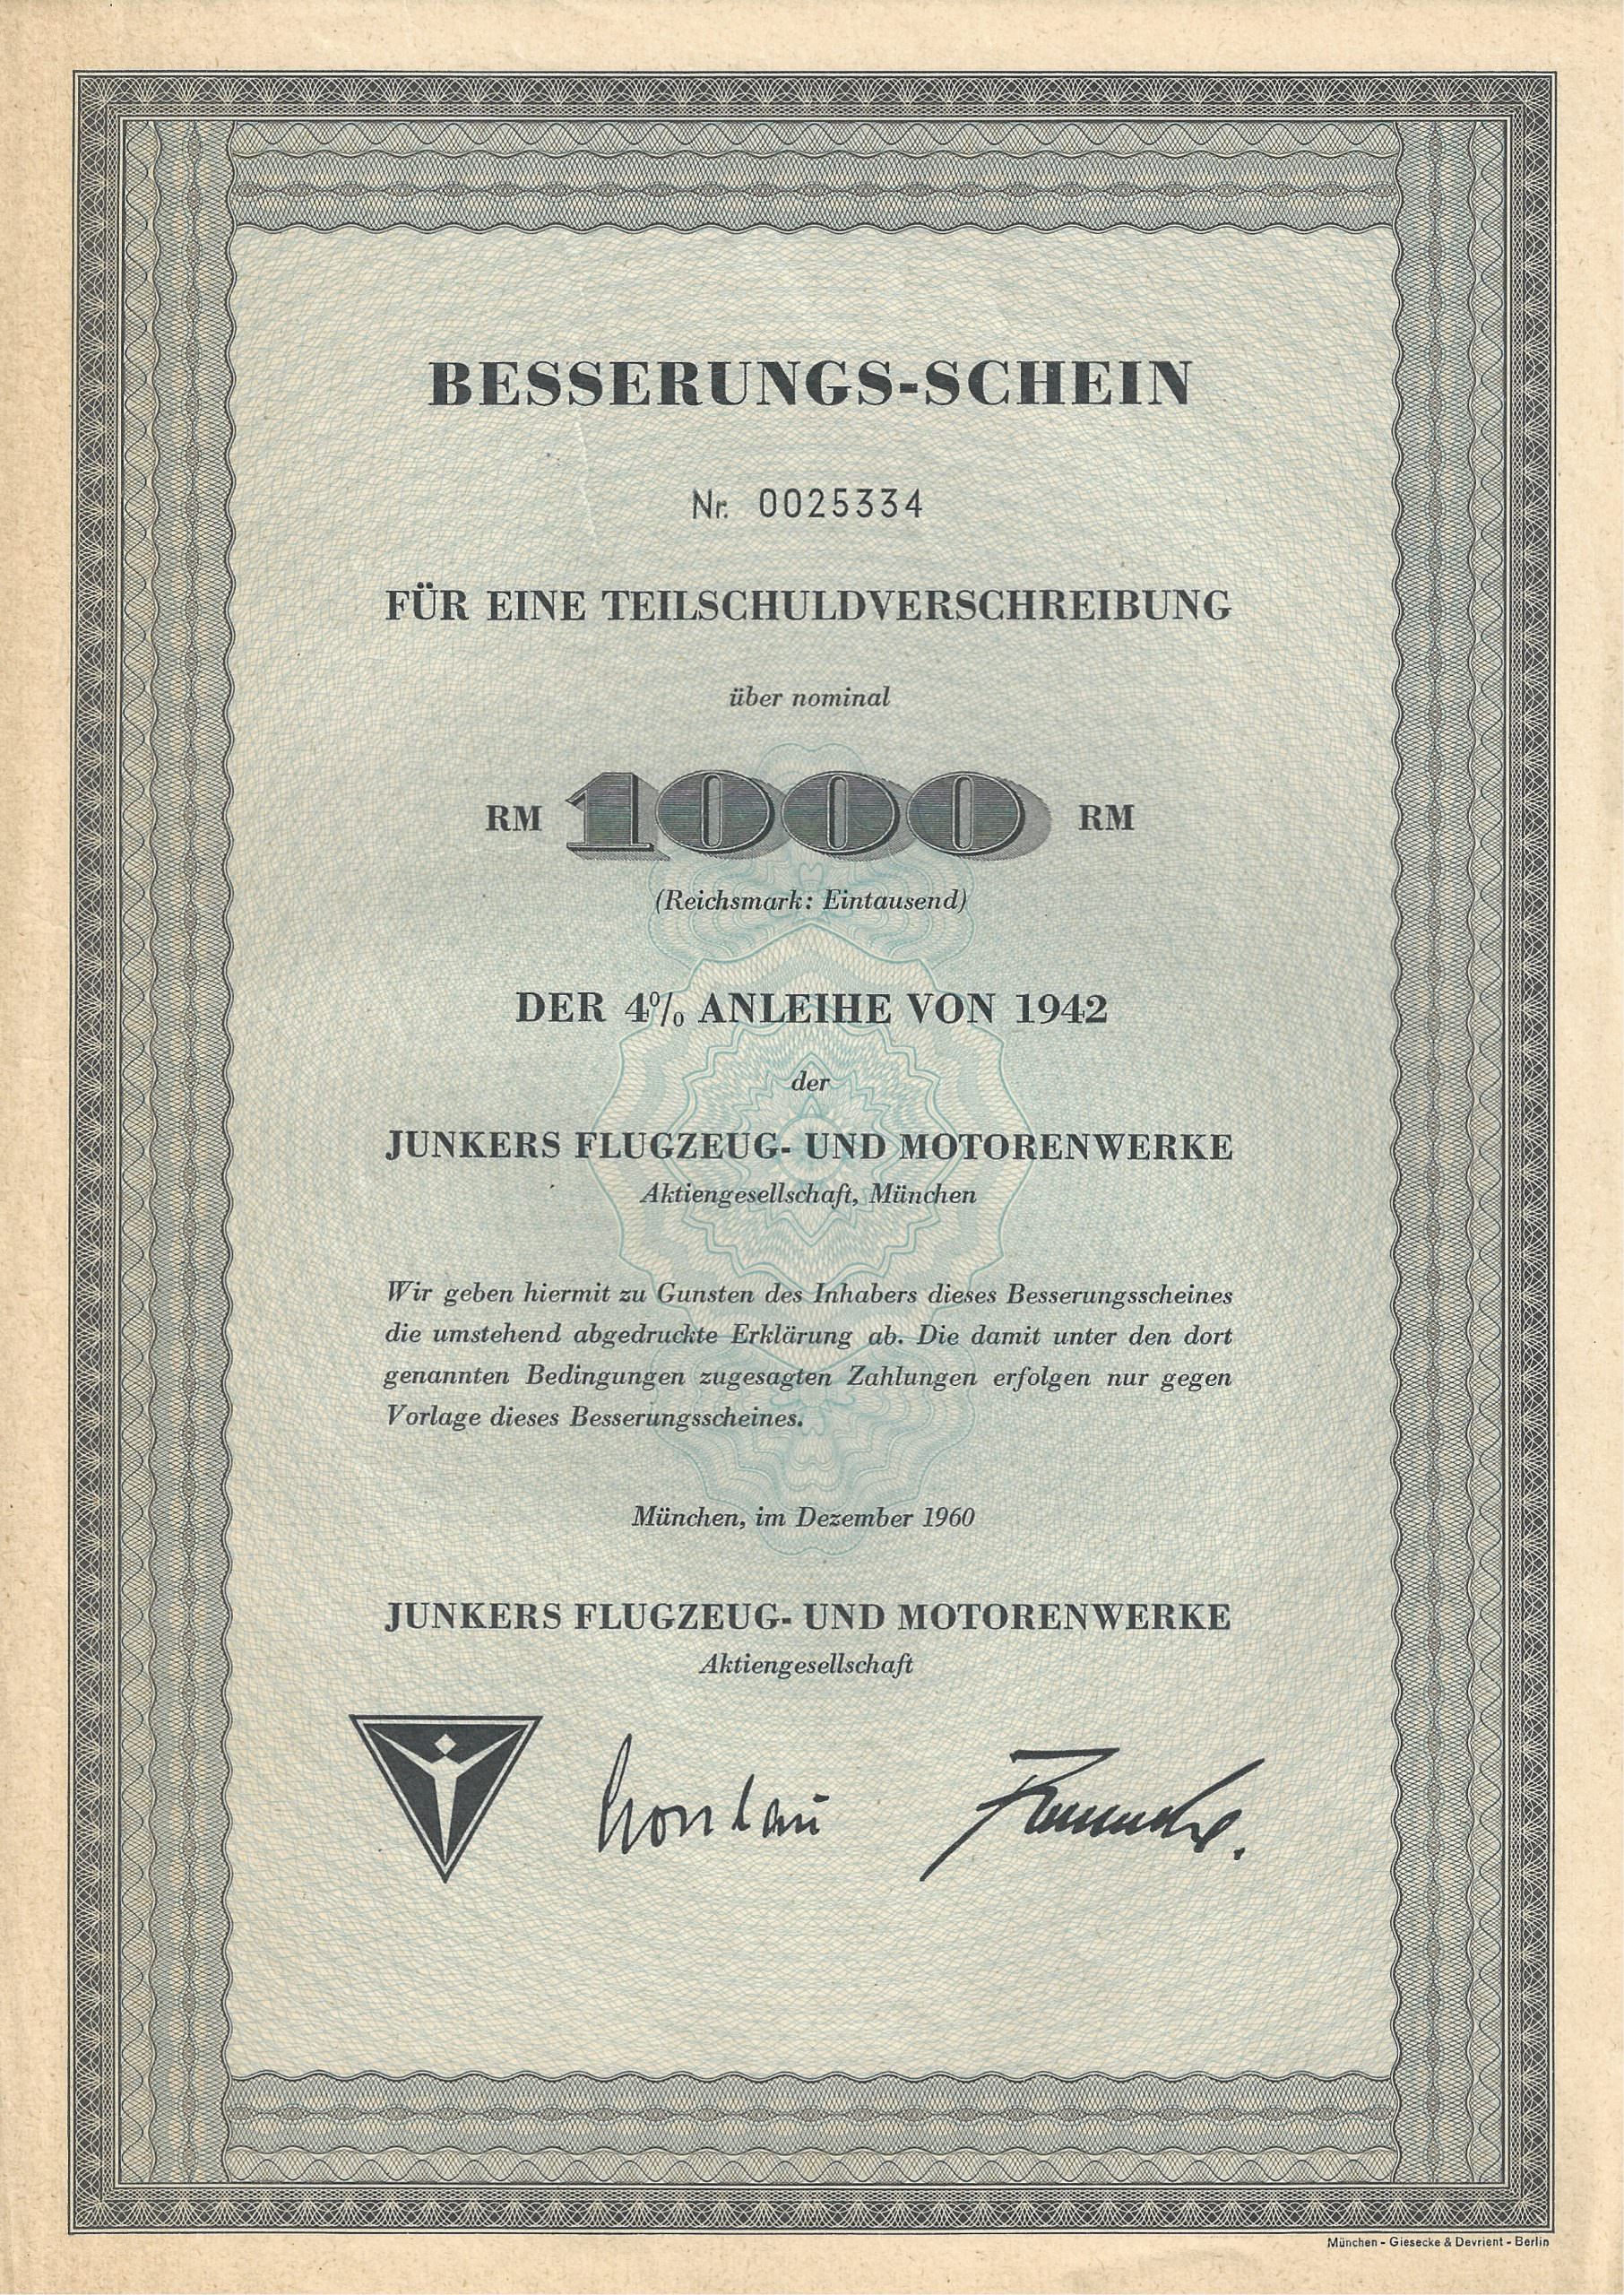 BESSERUNGS-SCHEIN
Nr. 0025334
FÜR EINE TEILSCHULDVERSCHREIBUNG
über nominal
RM 1000 RM
(Reichsmark: Eintausend)
DER 4% ANLEIHE VON 1942
der
JUNKERS FLUGZEUG- UND MOTORENWERKE
Aktiengesellschaft, München
Wir geben hiermit zu Gunsten des Inhabers dieses Besserungsscheines
die umstehend abgedruckte Erklärung ab. Die damit unter den dort
genannten Bedingungen zugesagten Zahlungen erfolgen nur gegen
Vorlage dieses Besserungsscheines.
München, im Dezember 1960
JUNKERS FLUGZEUG- UND MOTORENWERKE
Aktiengesellschaft
München - Giesecke & Devrient - Berlin